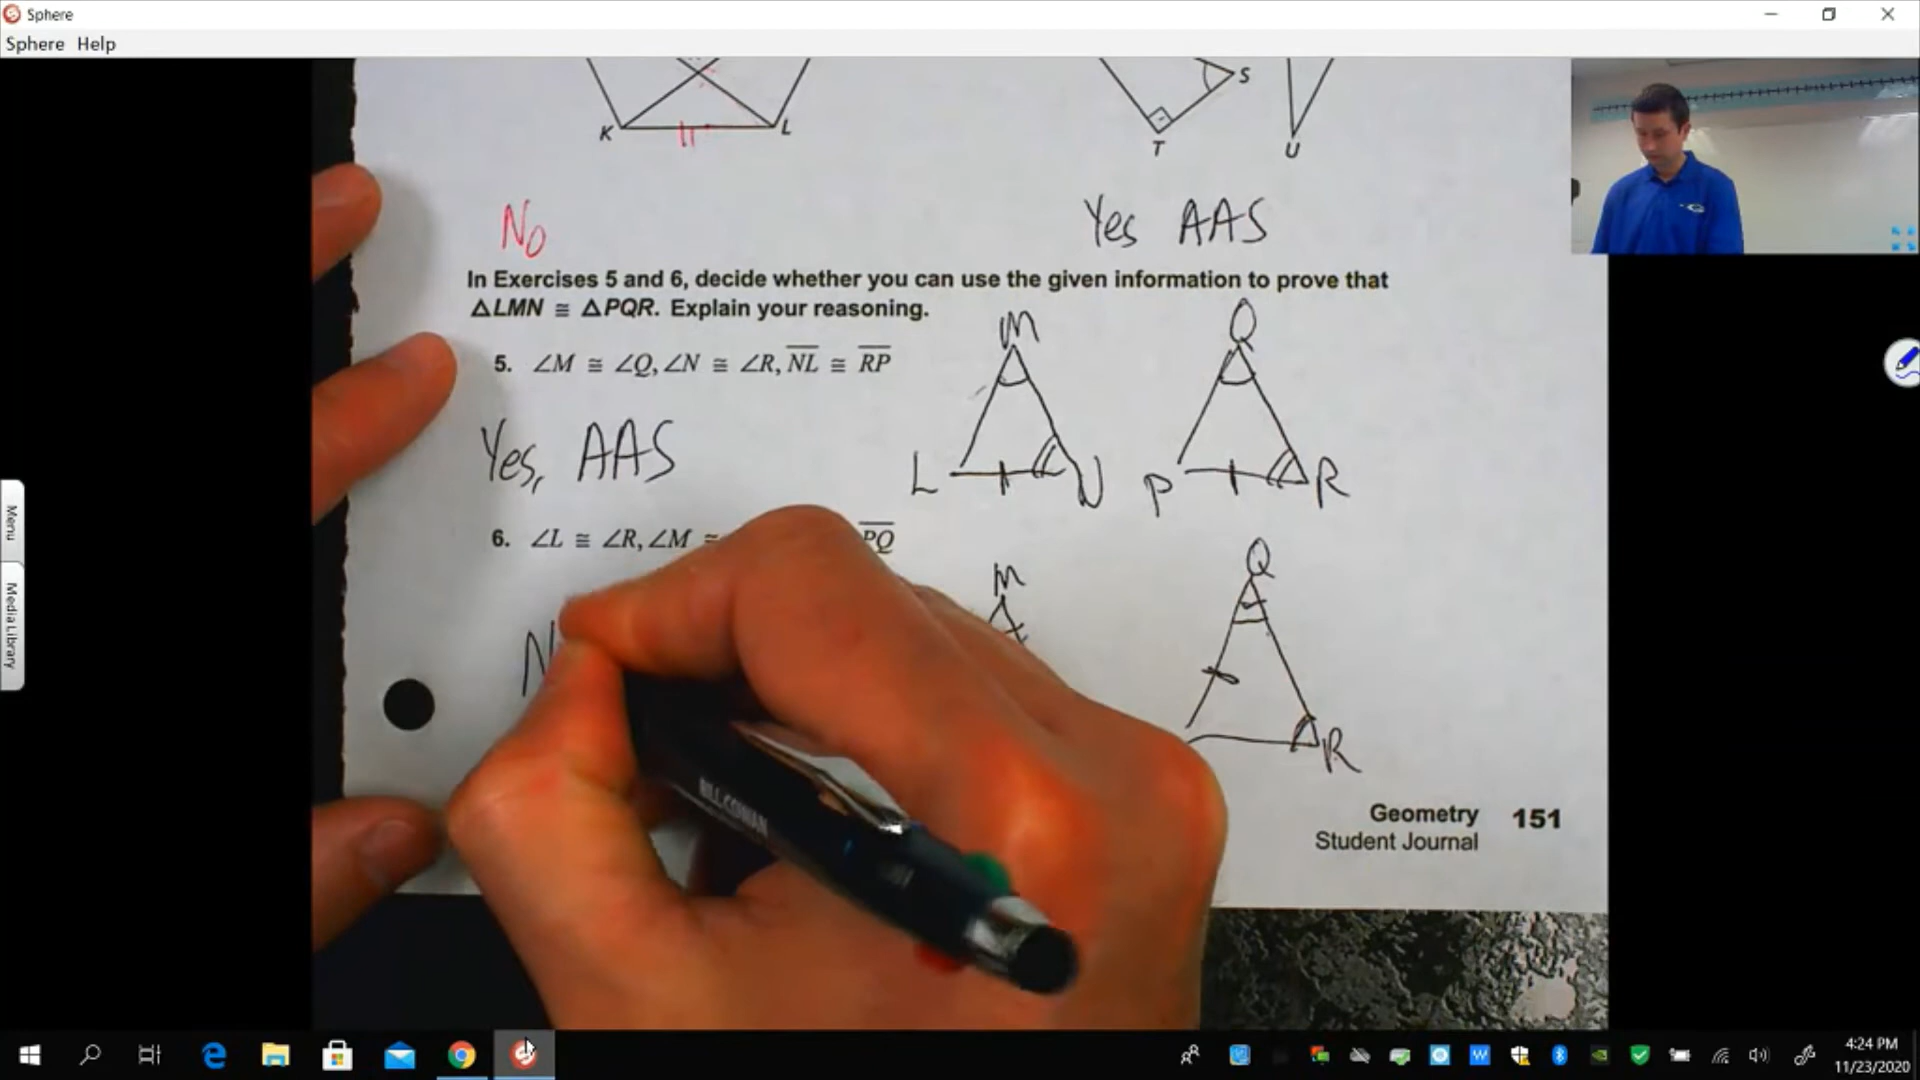 Sphere
Sphere Help
K L
S
T U
No
Yes AAS
In Exercises 5 and 6, decide whether you can use the given information to prove that
△LMN ≅ △PQR. Explain your reasoning.
M Q
5. ∠M ≅ ∠Q, ∠N ≅ ∠R, NL ≅ RP
Yes, AAS
L N P R
6. ∠L ≅ ∠R, ∠M ≅ PQ
M Q
N
R
Geometry 151
Student Journal
Menu
Media Library
BILL COWAN
4:24 PM
11/23/2020